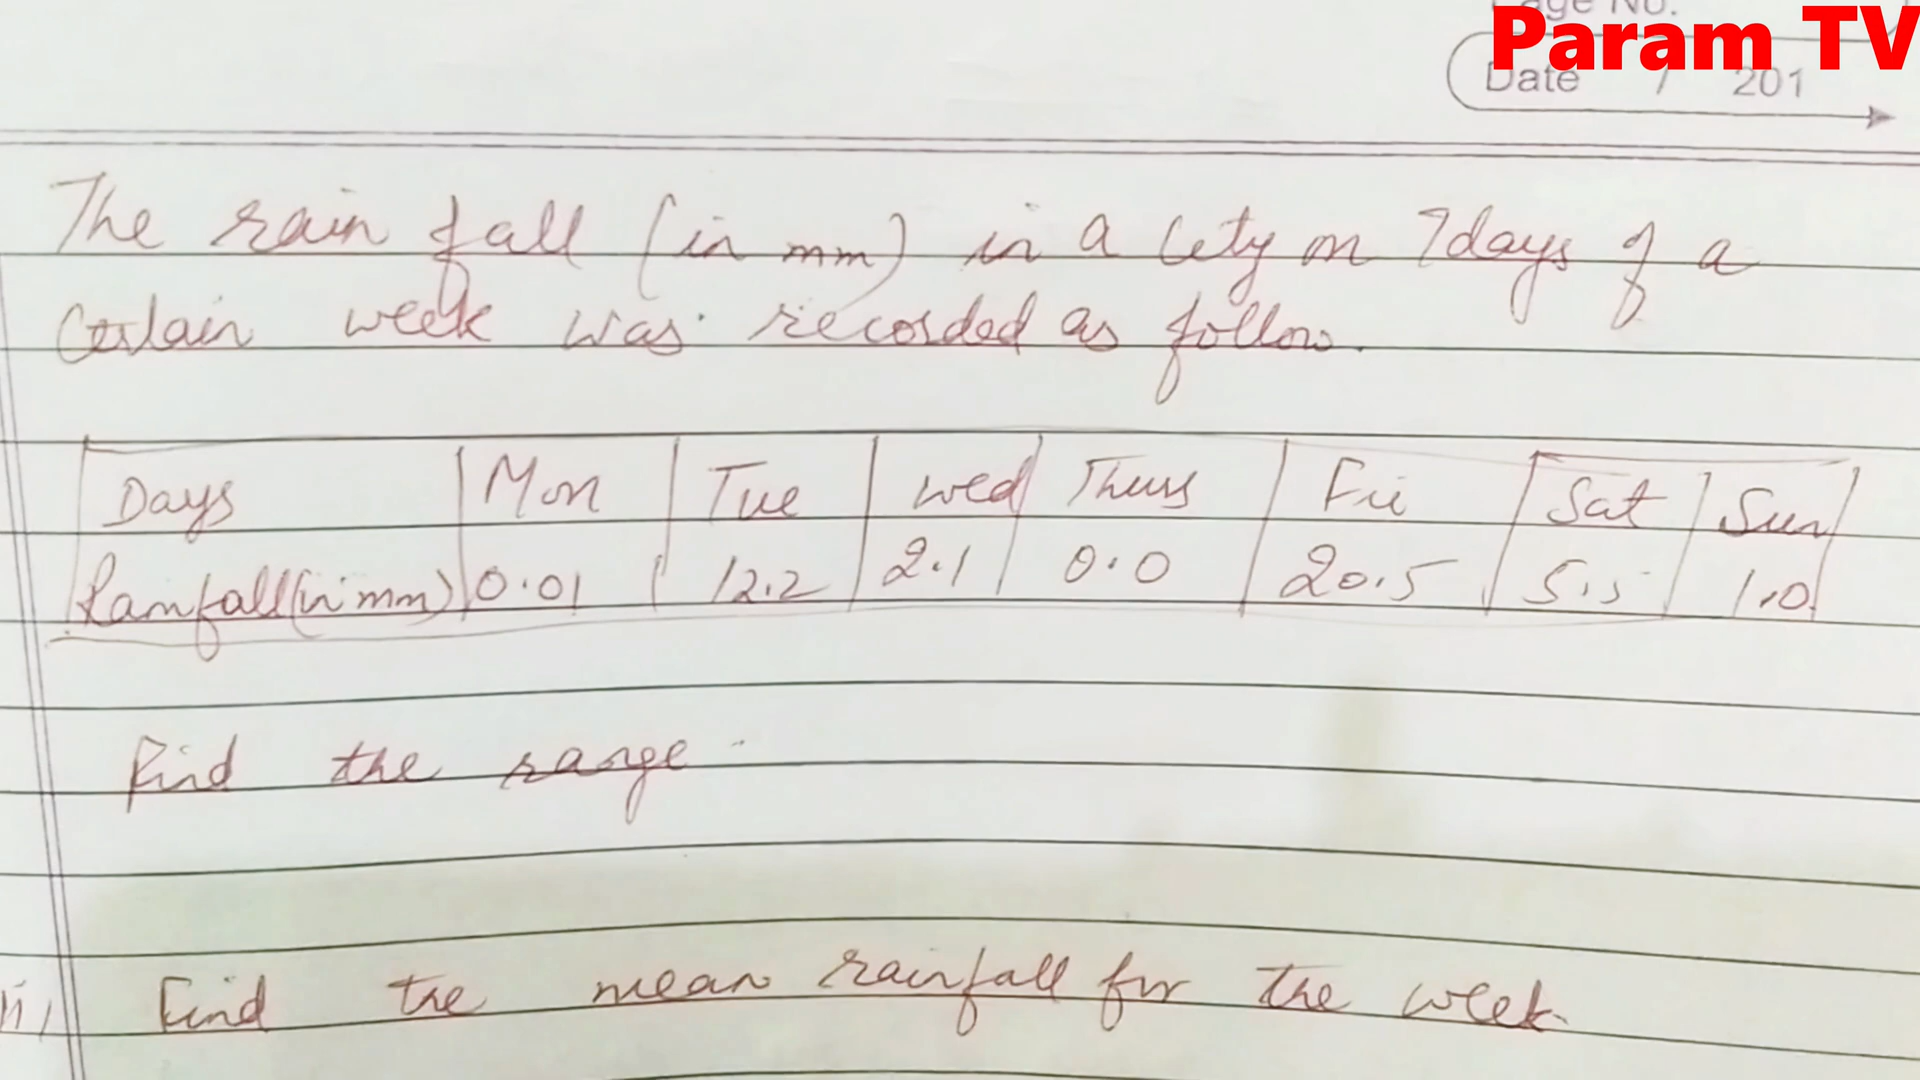 Page No.
Param TV
Date / 201
The rain fall (in mm) in a City on 7days of a
Certain week was recorded as follow.
Days Mon Tue wed Thurs Fri Sat Sun
Rainfall(in mm) 0.01 12.2 2.1 0.0 20.5 5.5 1.0
Find the range.
ii) Find the mean rainfall for the week.